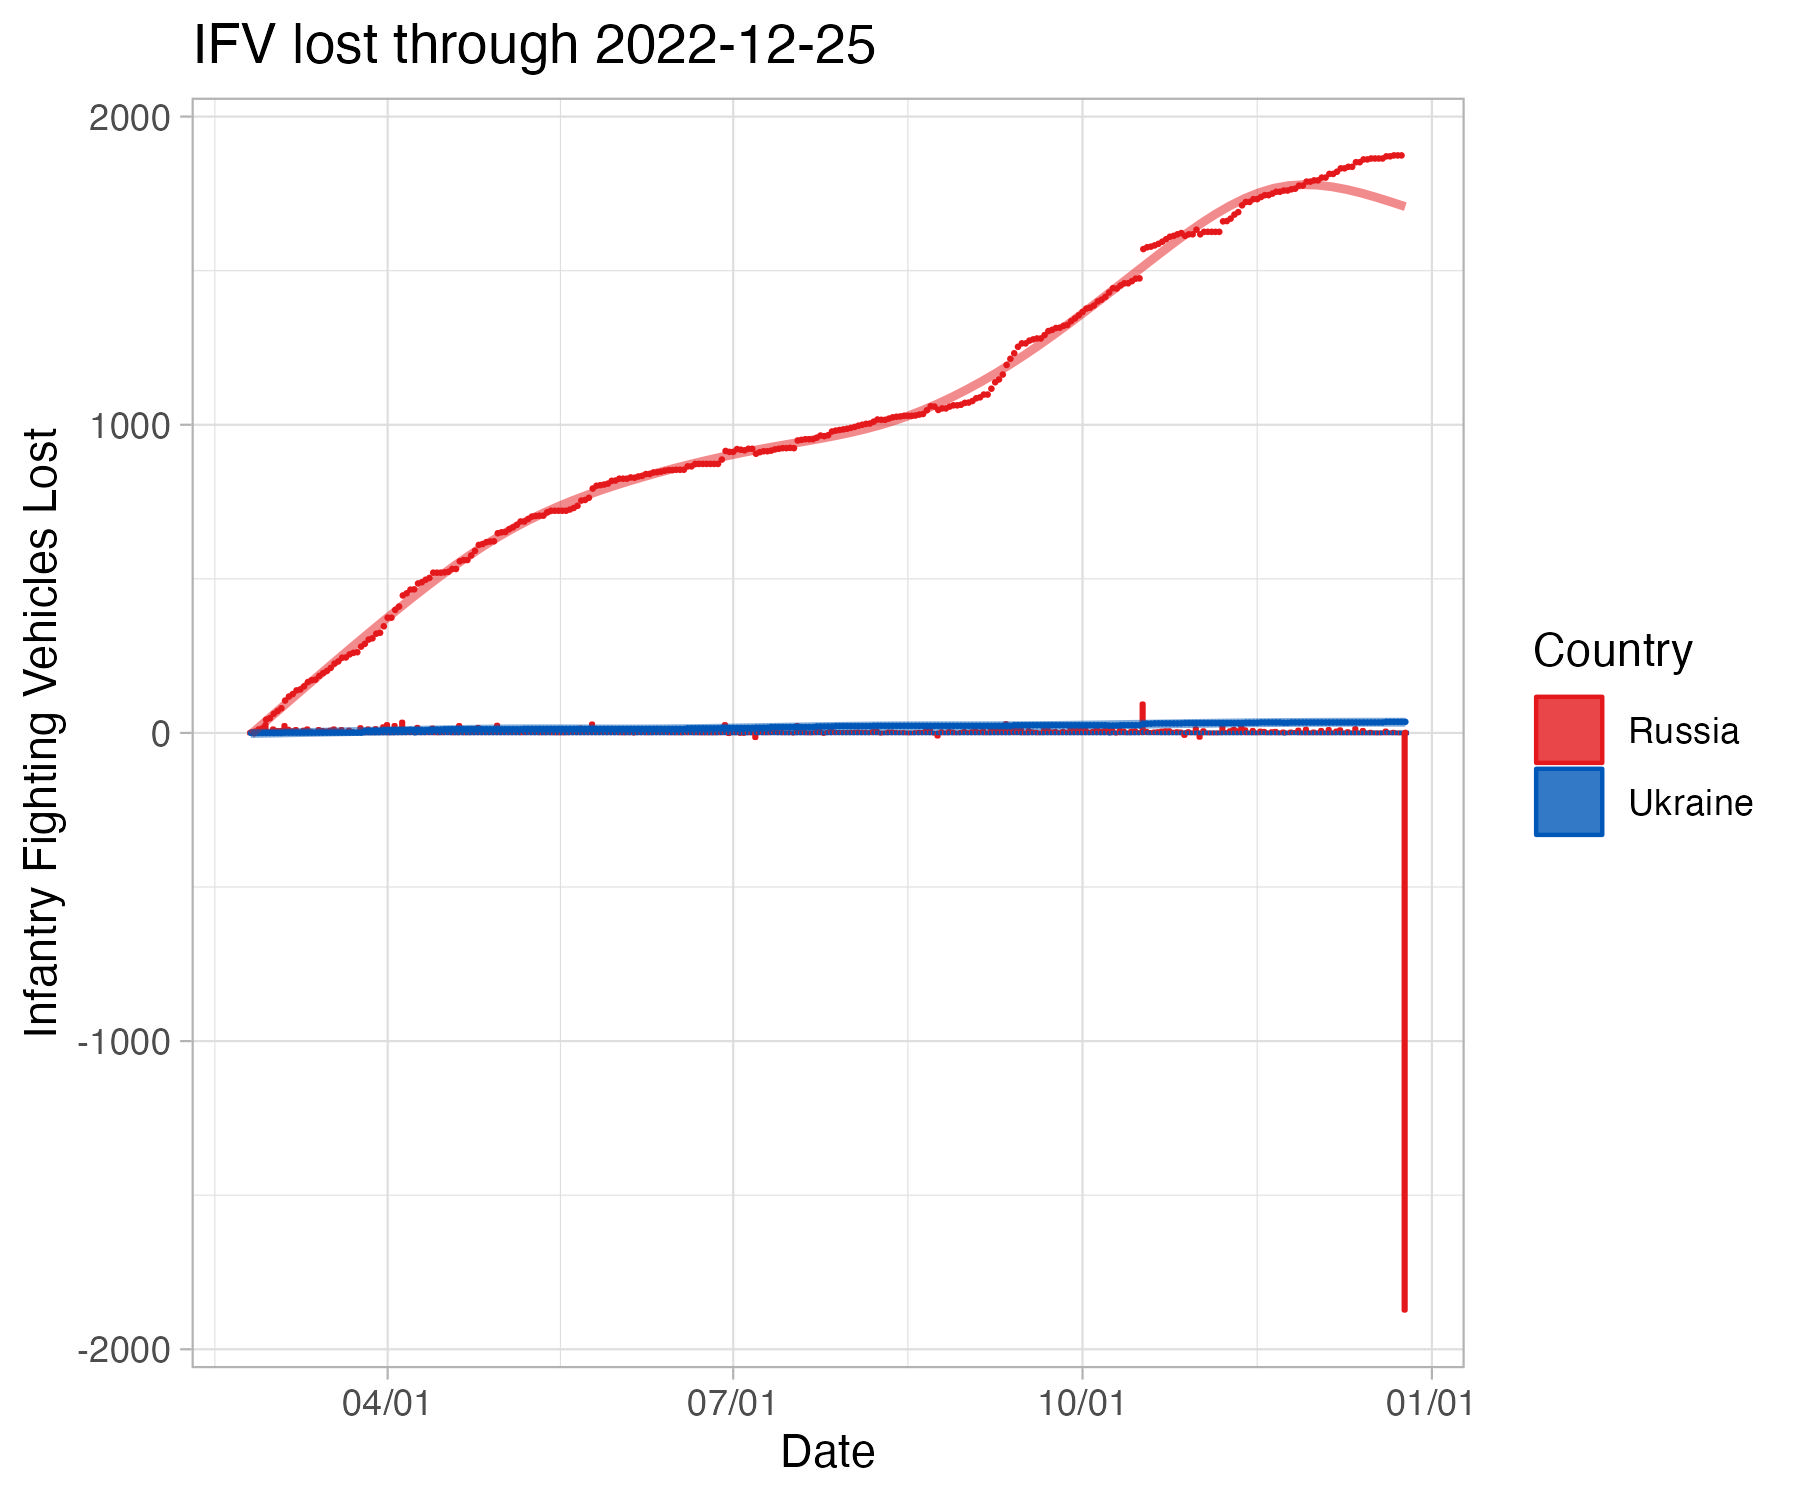 IFV lost through 2022-12-25
Infantry Fighting Vehicles Lost
2000
1000
0
-1000
-2000
04/01
07/01
10/01
01/01
Date
Country
Russia
Ukraine